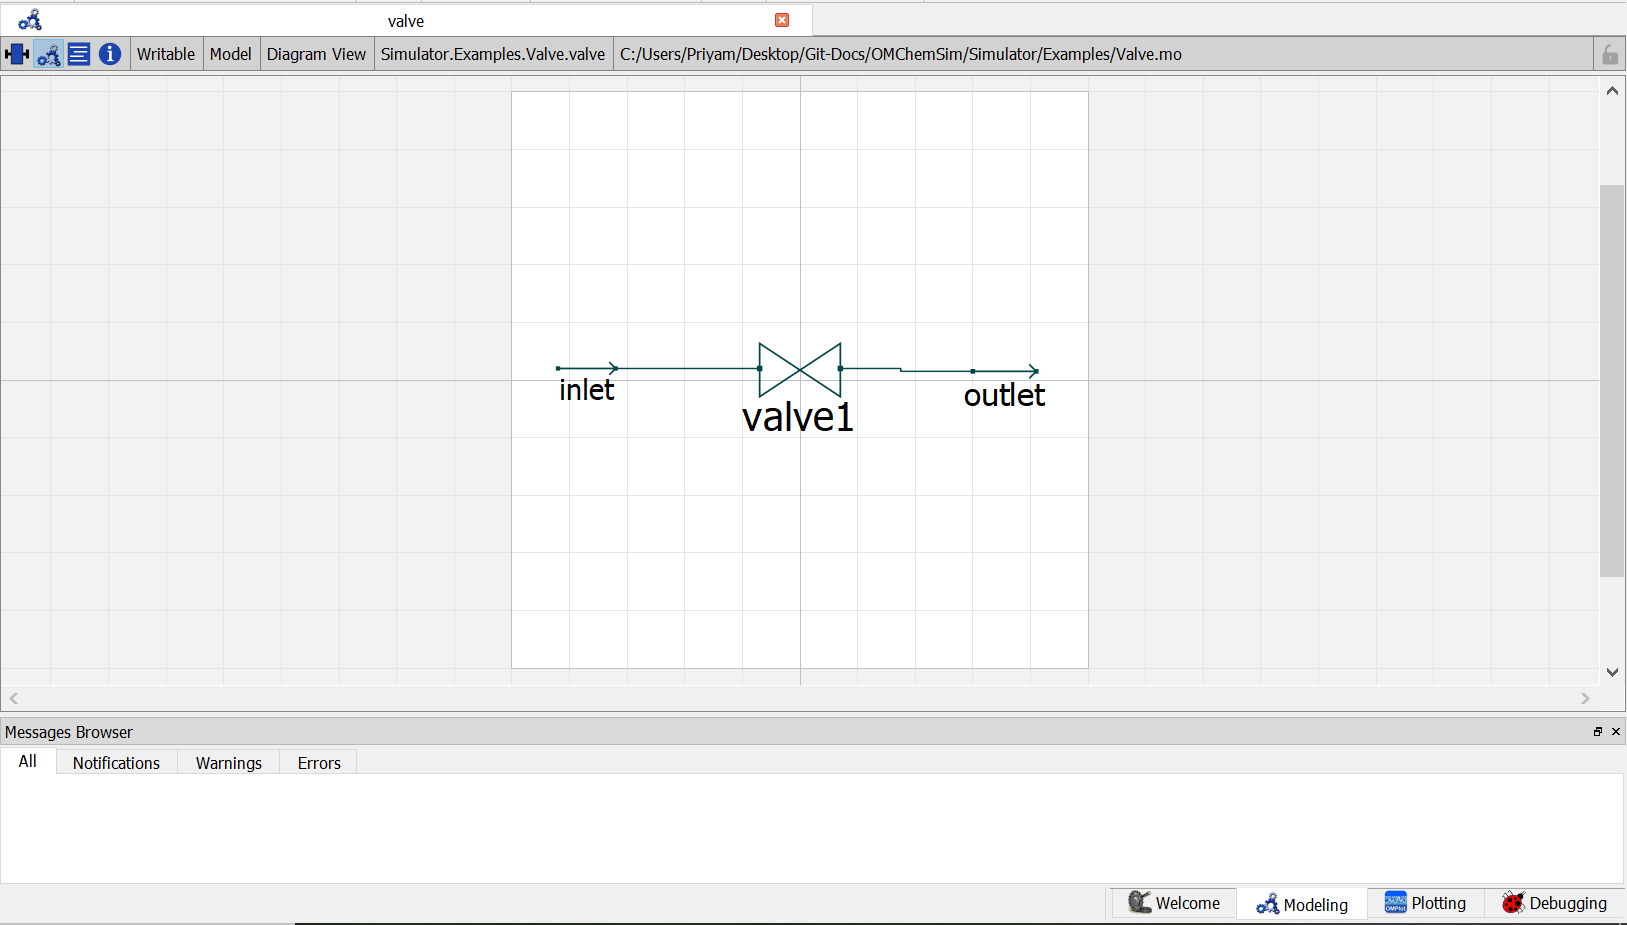 valve
Writable Model Diagram View Simulator.Examples.Valve.valve C:/Users/Priyam/Desktop/Git-Docs/OMChemSim/Simulator/Examples/Valve.mo
inlet
outlet
valve1
Messages Browser
All Notifications Warnings Errors
Welcome Modeling OMPlot Plotting Debugging